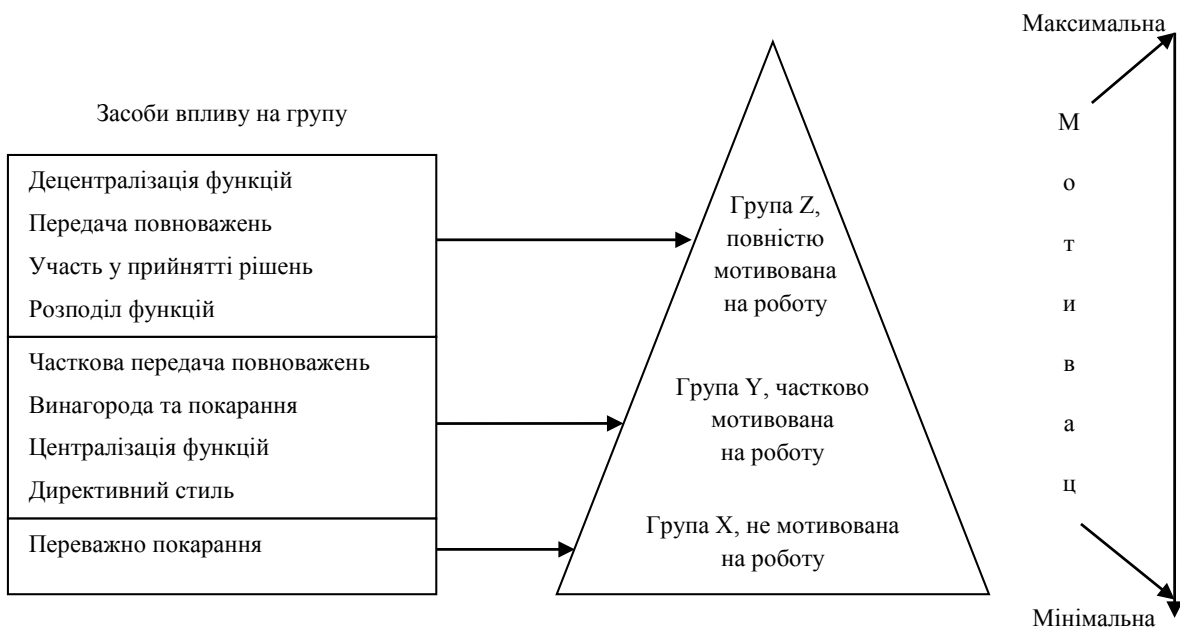 Максимальна
Засоби впливу на групу
Децентралізація функцій
Передача повноважень
Участь у прийнятті рішень
Розподіл функцій
Часткова передача повноважень
Винагорода та покарання
Централізація функцій
Директивний стиль
Переважно покарання
Група Z,
повністю
мотивована
на роботу
Група Y, частково
мотивована
на роботу
Група X, не мотивована
на роботу
М
о
т
и
в
а
ц
Мінімальна